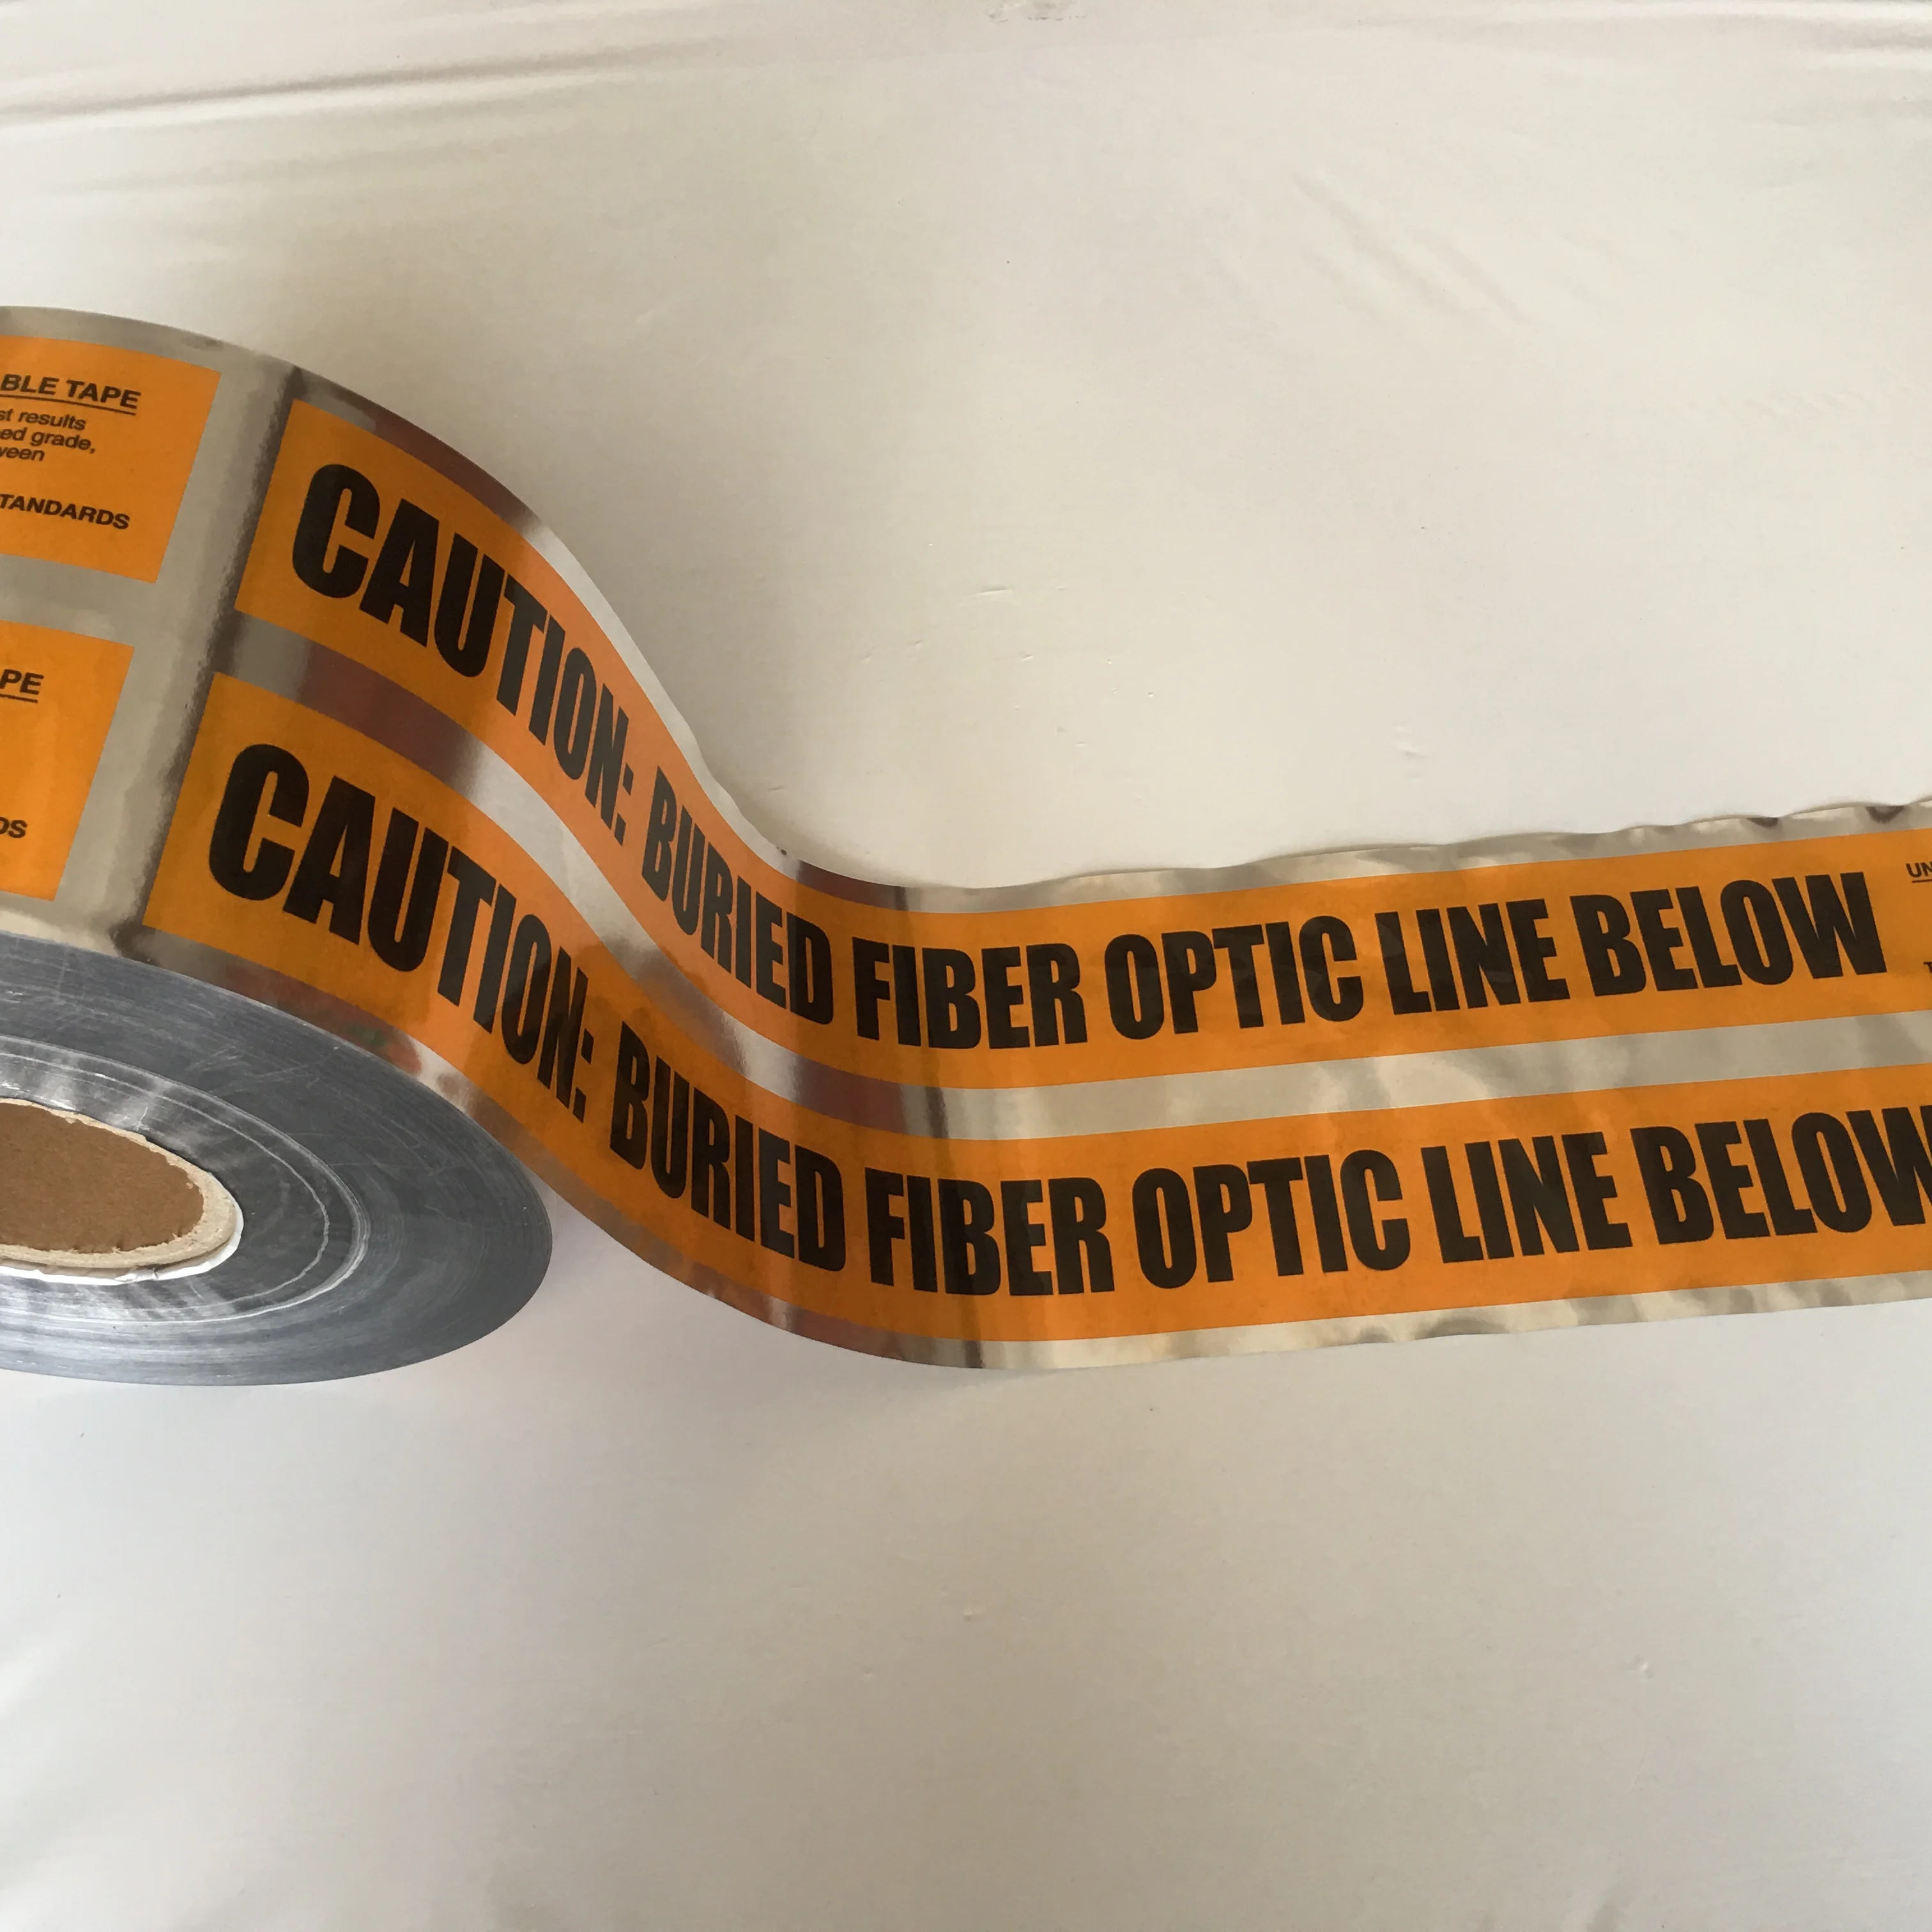 BLE TAPE
st results
ed grade,
ween
TANDARDS
CAUTION: BURIED FIBER OPTIC LINE BELOW
UN
PE
DS
CAUTION: BURIED FIBER OPTIC LINE BELOW